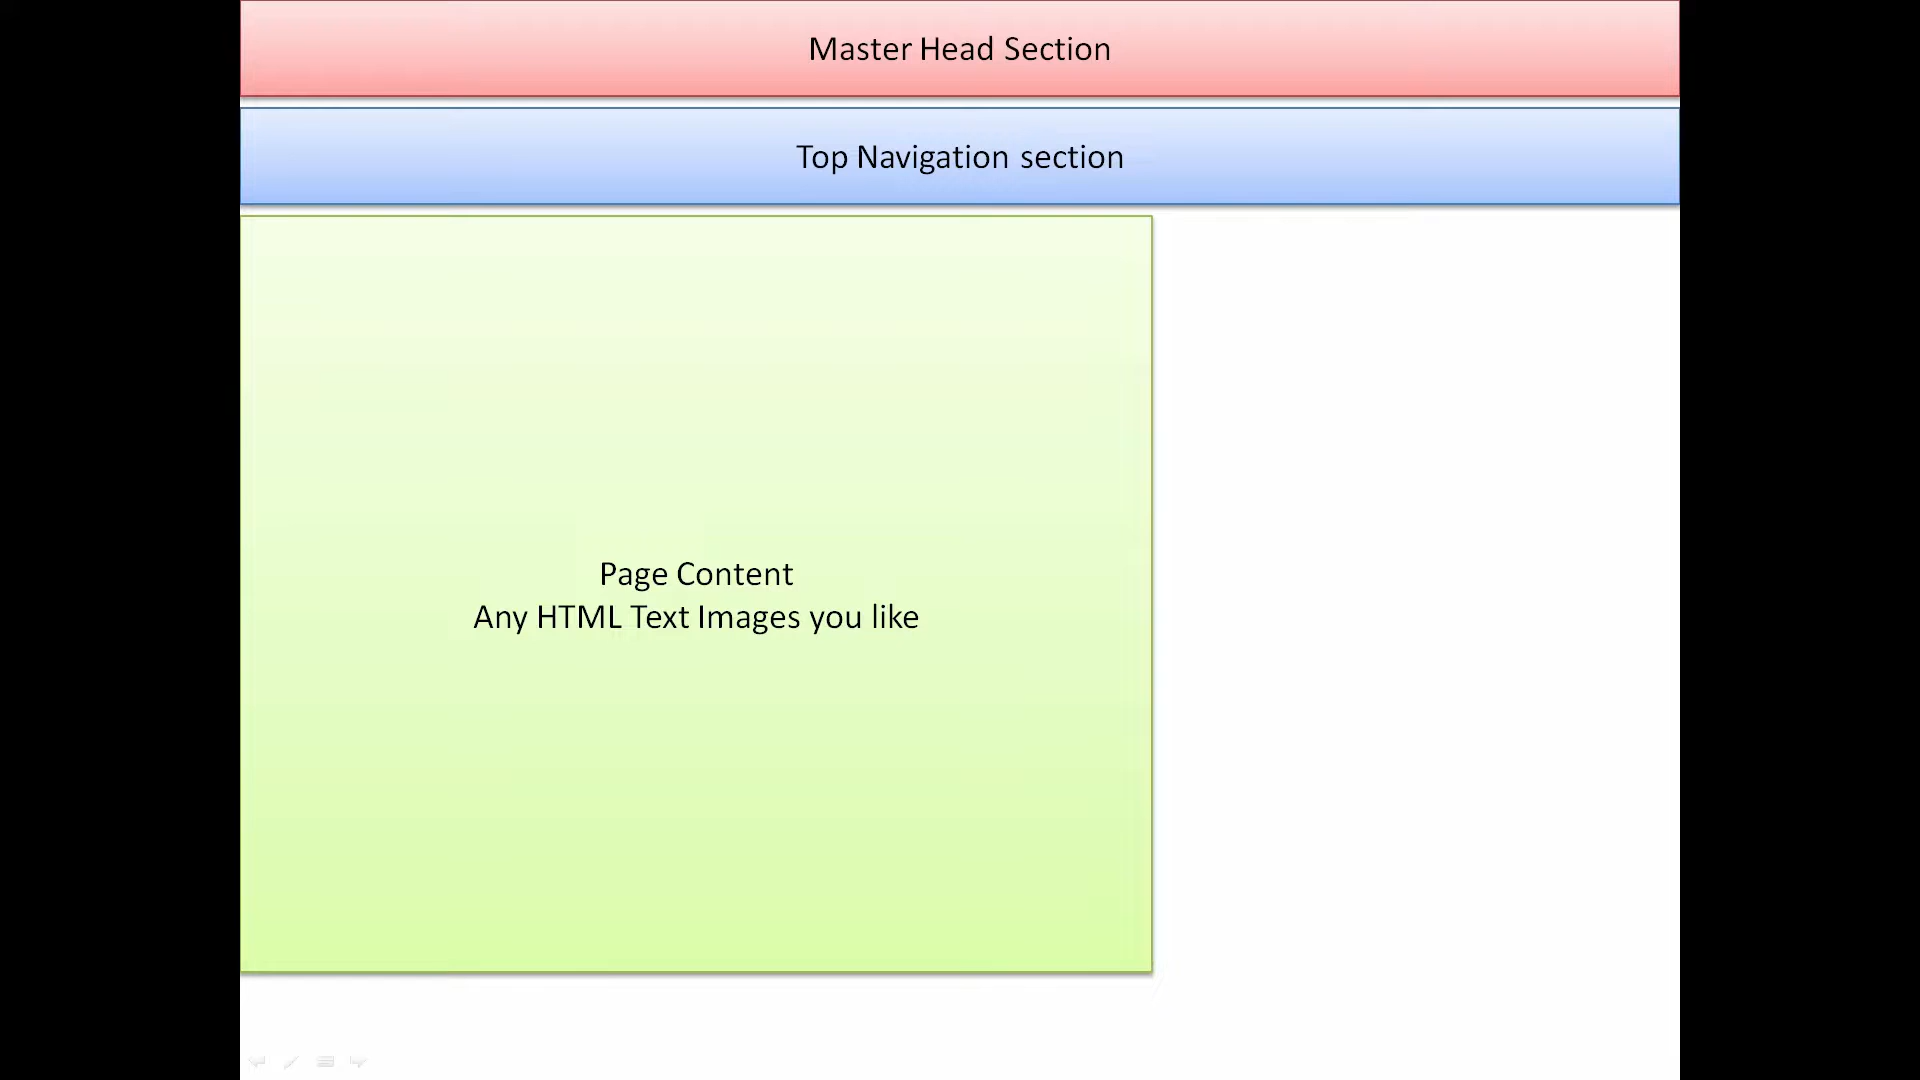 Master Head Section
Top Navigation section
Page Content
Any HTML Text Images you like